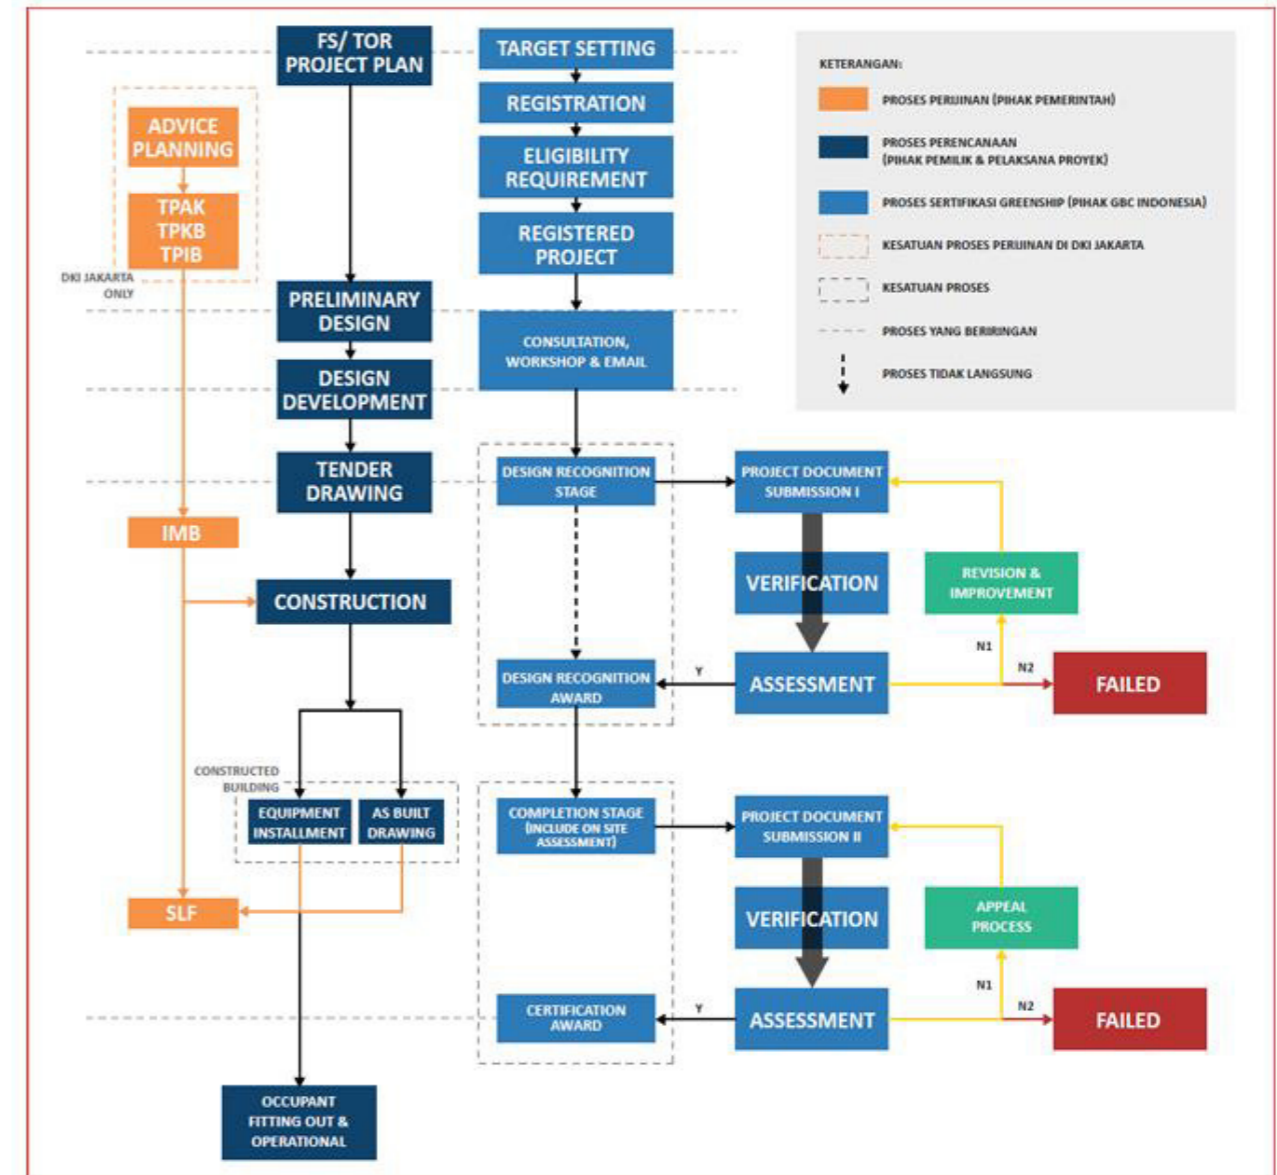 FS/ TOR
PROJECT PLAN
TARGET SETTING
REGISTRATION
ELIGIBILITY
REQUIREMENT
REGISTERED
PROJECT
KETERANGAN:
PROSES PERIJINAN (PIHAK PEMERINTAH)
PROSES PERENCANAAN
(PIHAK PEMILIK & PELAKSANA PROYEK)
PROSES SERTIFIKASI GREENSHIP (PIHAK GBC INDONESIA)
KESATUAN PROSES PERIJINAN DI DKI JAKARTA
KESATUAN PROSES
PROSES YANG BERIRINGAN
PROSES TIDAK LANGSUNG
ADVICE
PLANNING
TPAK
TPKB
TPIB
DKI JAKARTA
ONLY
PRELIMINARY
DESIGN
CONSULTATION,
WORKSHOP & EMAIL
DESIGN
DEVELOPMENT
TENDER
DRAWING
DESIGN RECOGNITION
STAGE
PROJECT DOCUMENT
SUBMISSION I
IMB
CONSTRUCTION
VERIFICATION
REVISION &
IMPROVEMENT
N1
N2
DESIGN RECOGNITION
AWARD
Y
ASSESSMENT
FAILED
CONSTRUCTED
BUILDING
EQUIPMENT
INSTALLMENT
AS BUILT
DRAWING
COMPLETION STAGE
(INCLUDE ON SITE
ASSESSMENT)
PROJECT DOCUMENT
SUBMISSION II
SLF
VERIFICATION
APPEAL
PROCESS
N1
N2
CERTIFICATION
AWARD
Y
ASSESSMENT
FAILED
OCCUPANT
FITTING OUT &
OPERATIONAL